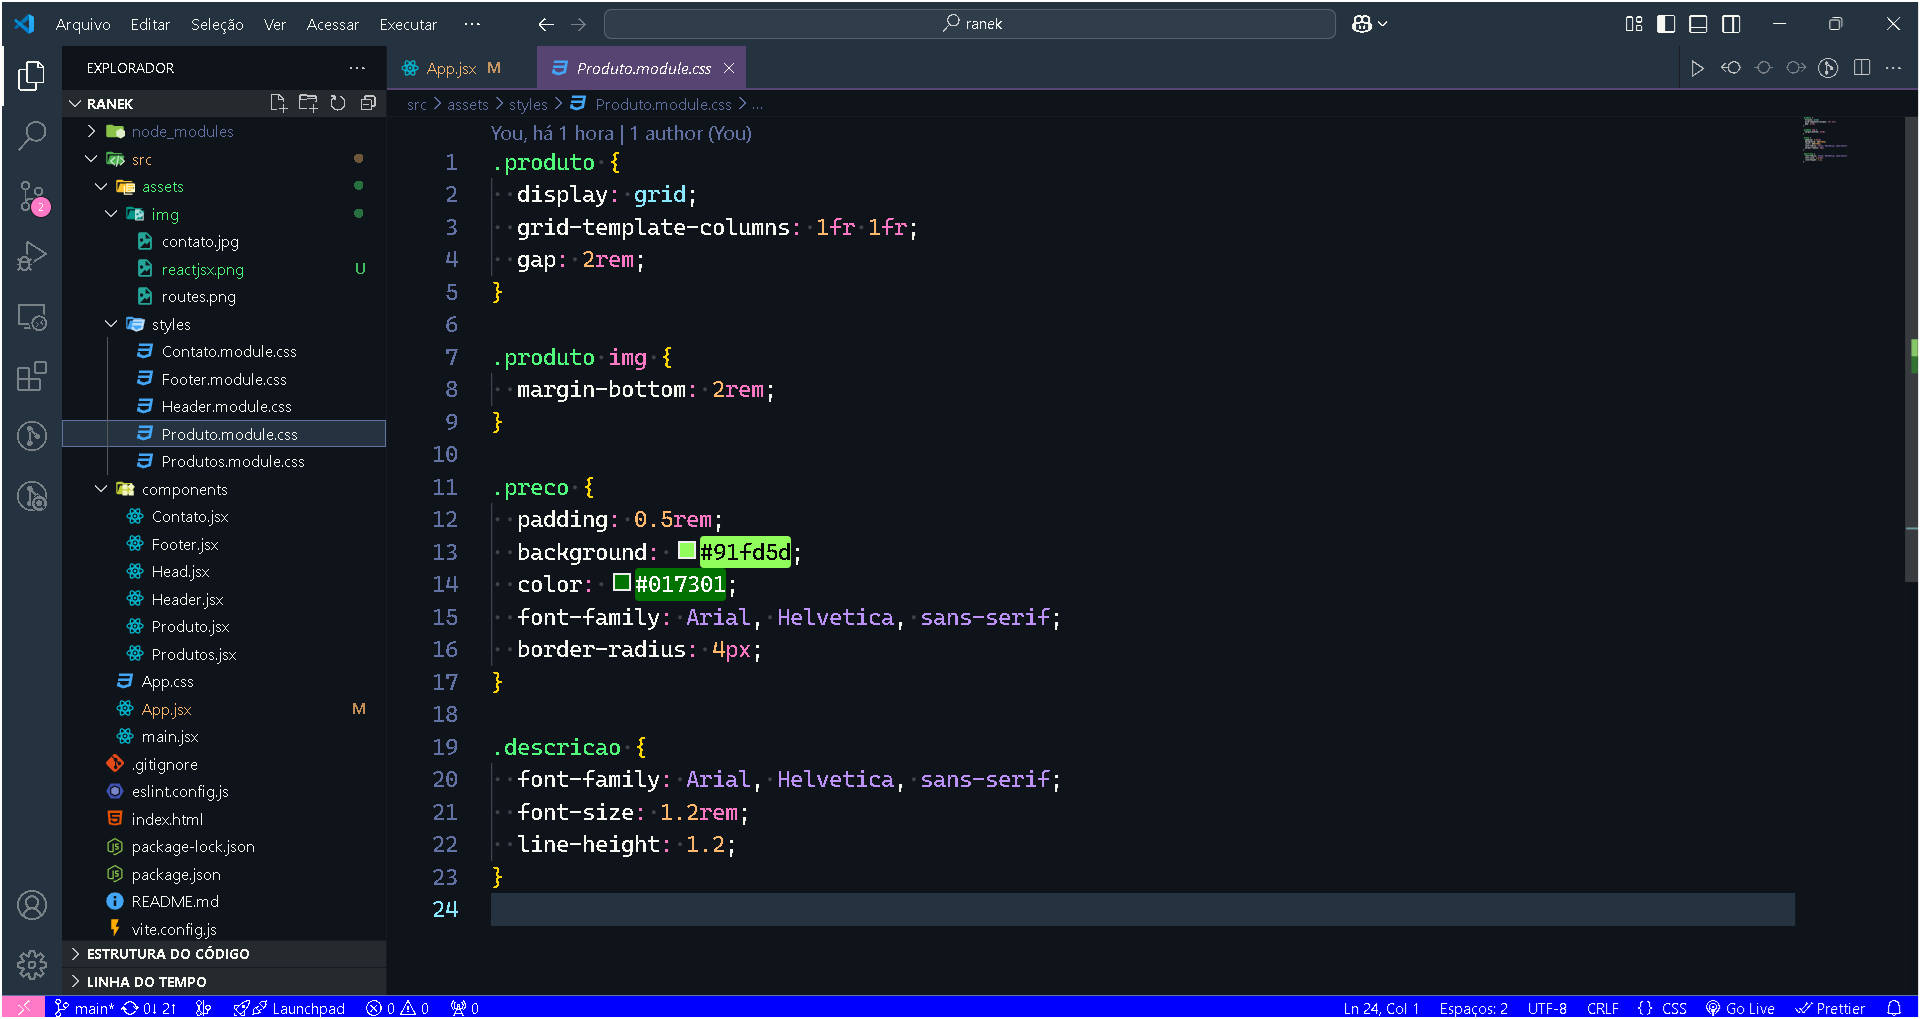 Arquivo Editar Seleção Ver Acessar Executar ··· ranek
EXPLORADOR ···
RANEK
node_modules
src
assets
img
contato.jpg
reactjsx.png U
routes.png
styles
Contato.module.css
Footer.module.css
Header.module.css
Produto.module.css
Produtos.module.css
components
Contato.jsx
Footer.jsx
Head.jsx
Header.jsx
Produto.jsx
Produtos.jsx
App.css
App.jsx M
main.jsx
.gitignore
eslint.config.js
index.html
package-lock.json
package.json
README.md
vite.config.js
ESTRUTURA DO CÓDIGO
LINHA DO TEMPO
2
App.jsx M Produto.module.css
src > assets > styles > Produto.module.css > ...
You, há 1 hora | 1 author (You)
1 .produto {
2 display: grid;
3 grid-template-columns: 1fr 1fr;
4 gap: 2rem;
5 }
6
7 .produto img {
8 margin-bottom: 2rem;
9 }
10
11 .preco {
12 padding: 0.5rem;
13 background: #91fd5d;
14 color: #017301;
15 font-family: Arial, Helvetica, sans-serif;
16 border-radius: 4px;
17 }
18
19 .descricao {
20 font-family: Arial, Helvetica, sans-serif;
21 font-size: 1.2rem;
22 line-height: 1.2;
23 }
24
main* 0↓ 2↑ Launchpad 0 0 0 Ln 24, Col 1 Espaços: 2 UTF-8 CRLF {} CSS Go Live Prettier